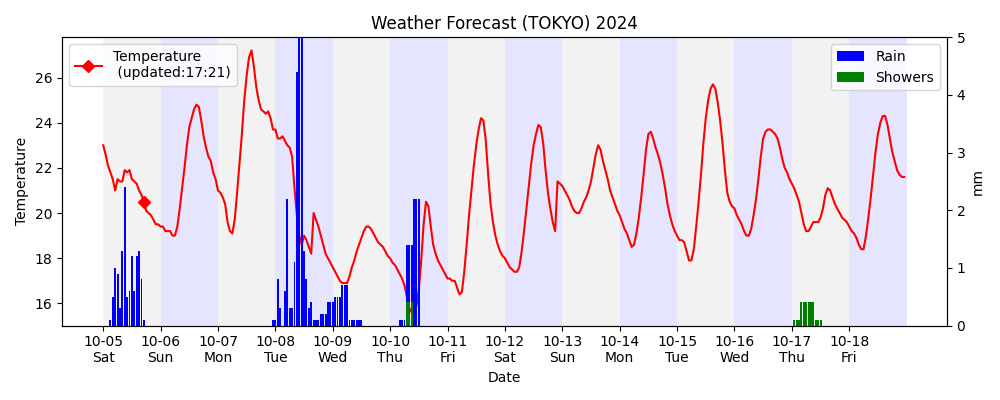 Weather Forecast (TOKYO) 2024
Temperature
(updated:17:21)
Rain
Showers
Temperature
26
24
22
20
18
16
5
4
3
2
1
0
mm
10-05 10-06 10-07 10-08 10-09 10-10 10-11 10-12 10-13 10-14 10-15 10-16 10-17 10-18
Sat Sun Mon Tue Wed Thu Fri Sat Sun Mon Tue Wed Thu Fri
Date